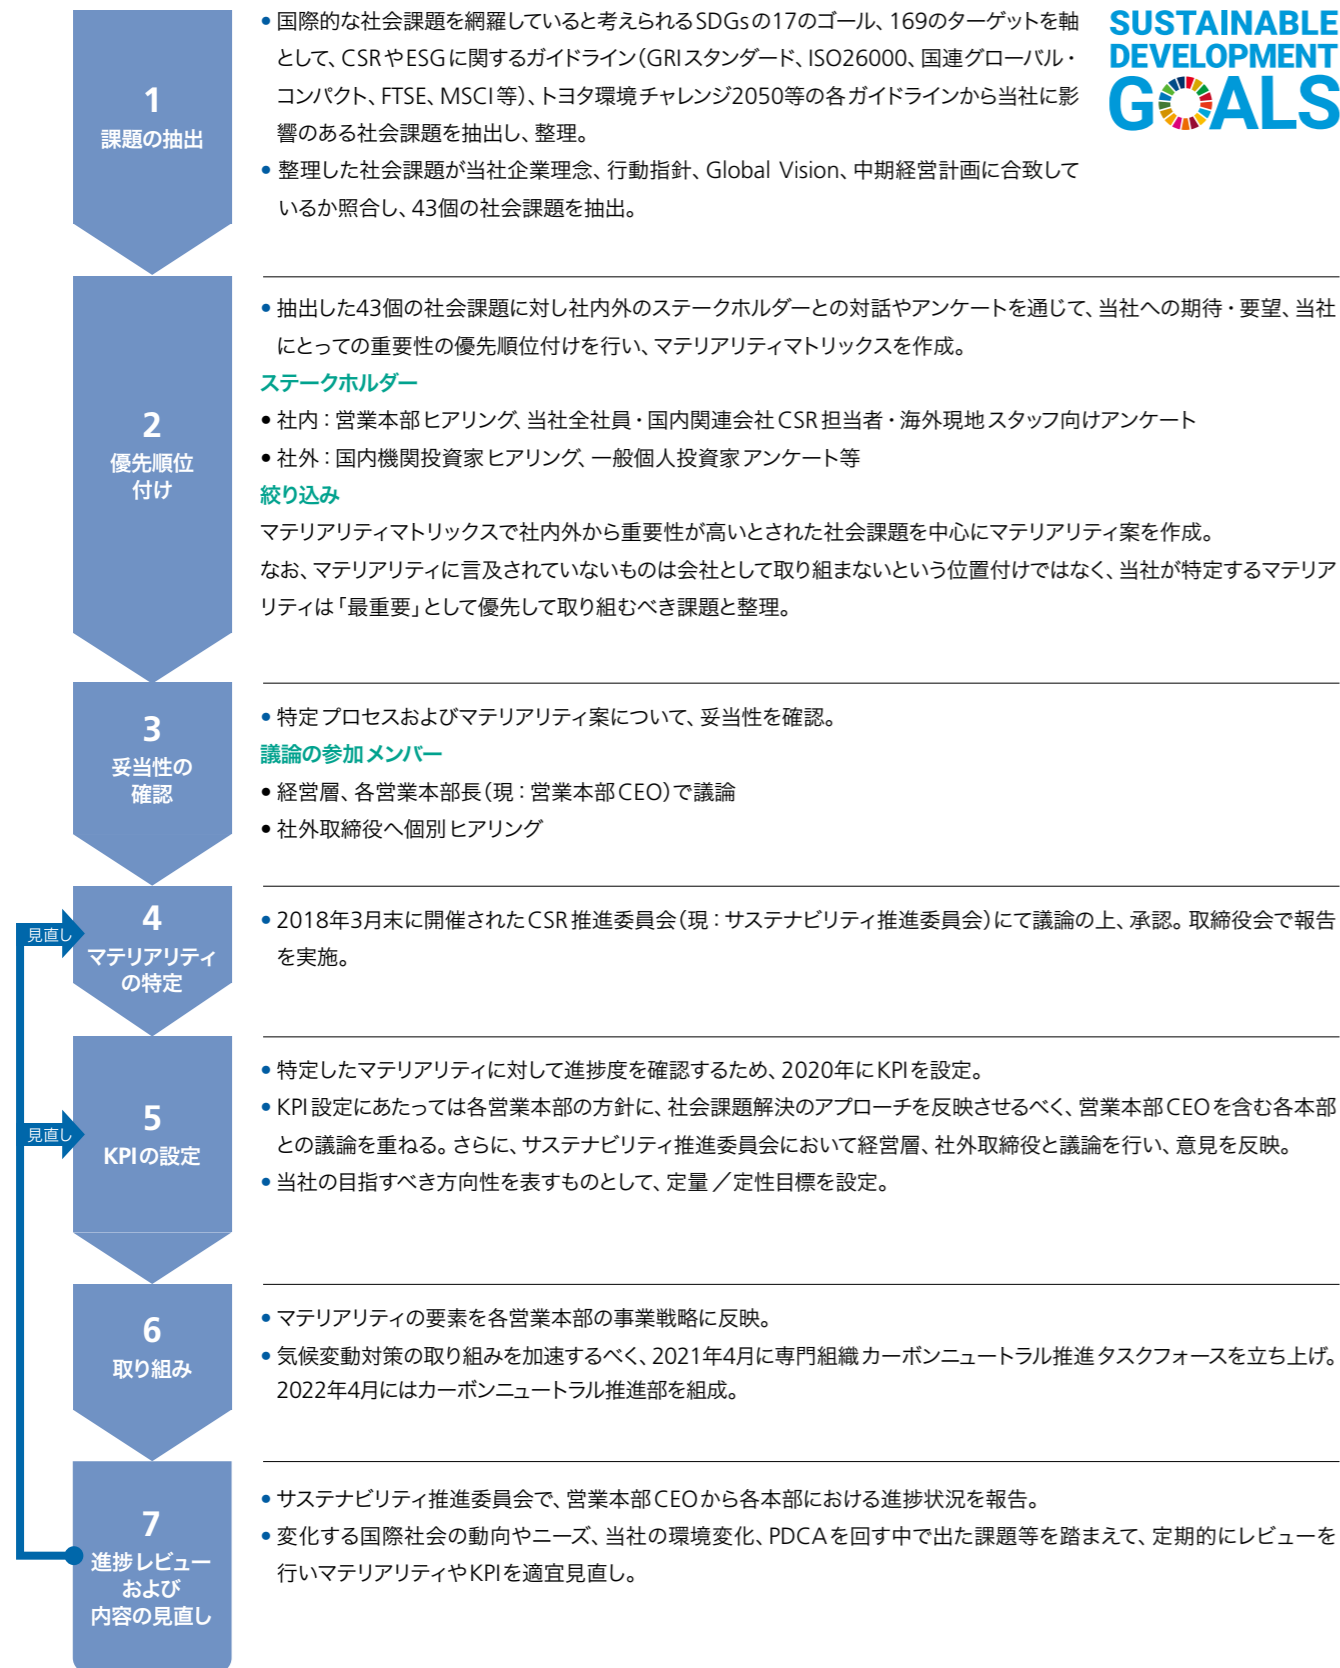 1
課題の抽出
• 国際的な社会課題を網羅していると考えられるSDGsの17のゴール、169のターゲットを軸
として、CSRやESGに関するガイドライン（GRIスタンダード、ISO26000、国連グローバル・
コンパクト、FTSE、MSCI等）、トヨタ環境チャレンジ2050等の各ガイドラインから当社に影
響のある社会課題を抽出し、整理。
• 整理した社会課題が当社企業理念、行動指針、Global Vision、中期経営計画に合致して
いるか照合し、43個の社会課題を抽出。
SUSTAINABLE
DEVELOPMENT
GOALS
2
優先順位
付け
• 抽出した43個の社会課題に対し社内外のステークホルダーとの対話やアンケートを通じて、当社への期待・要望、当社
にとっての重要性の優先順位付けを行い、マテリアリティマトリックスを作成。
ステークホルダー
• 社内：営業本部ヒアリング、当社全社員・国内関連会社CSR担当者・海外現地スタッフ向けアンケート
• 社外：国内機関投資家ヒアリング、一般個人投資家アンケート等
絞り込み
マテリアリティマトリックスで社内外から重要性が高いとされた社会課題を中心にマテリアリティ案を作成。
なお、マテリアリティに言及されていないものは会社として取り組まないという位置付けではなく、当社が特定するマテリア
リティは「最重要」として優先して取り組むべき課題と整理。
3
妥当性の
確認
• 特定プロセスおよびマテリアリティ案について、妥当性を確認。
議論の参加メンバー
• 経営層、各営業本部長（現：営業本部CEO）で議論
• 社外取締役へ個別ヒアリング
見直し
4
マテリアリティ
の特定
• 2018年3月末に開催されたCSR推進委員会（現：サステナビリティ推進委員会）にて議論の上、承認。取締役会で報告
を実施。
見直し
5
KPIの設定
• 特定したマテリアリティに対して進捗度を確認するため、2020年にKPIを設定。
• KPI設定にあたっては各営業本部の方針に、社会課題解決のアプローチを反映させるべく、営業本部CEOを含む各本部
との議論を重ねる。さらに、サステナビリティ推進委員会において経営層、社外取締役と議論を行い、意見を反映。
• 当社の目指すべき方向性を表すものとして、定量／定性目標を設定。
6
取り組み
• マテリアリティの要素を各営業本部の事業戦略に反映。
• 気候変動対策の取り組みを加速するべく、2021年4月に専門組織カーボンニュートラル推進タスクフォースを立ち上げ。
2022年4月にはカーボンニュートラル推進部を組成。
7
進捗レビュー
および
内容の見直し
• サステナビリティ推進委員会で、営業本部CEOから各本部における進捗状況を報告。
• 変化する国際社会の動向やニーズ、当社の環境変化、PDCAを回す中で出た課題等を踏まえて、定期的にレビューを
行いマテリアリティやKPIを適宜見直し。